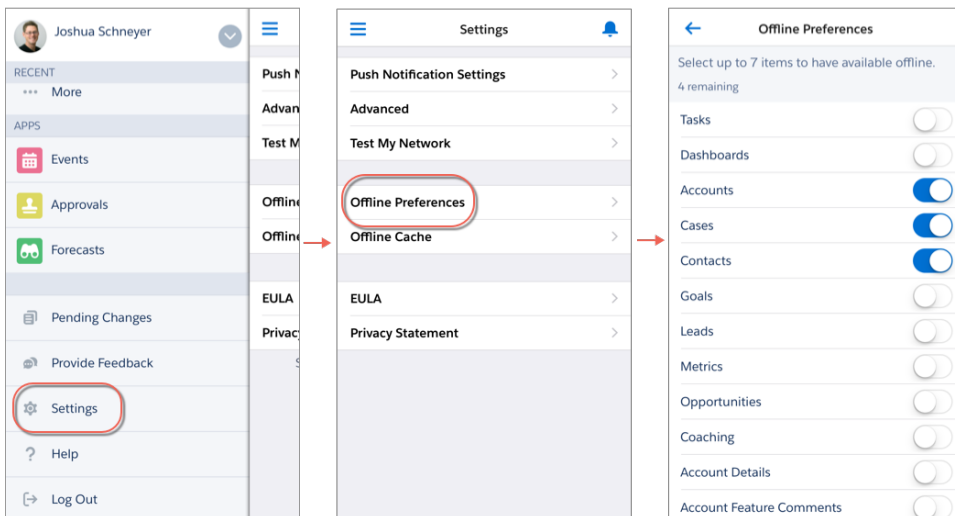 Joshua Schneyer
RECENT
More
APPS
Events
Approvals
Forecasts
Pending Changes
Provide Feedback
Settings
Help
Log Out
Push N
Advan
Test M
Offline
Offline
EULA
Privac
S
Settings
Push Notification Settings
Advanced
Test My Network
Offline Preferences
Offline Cache
EULA
Privacy Statement
Offline Preferences
Select up to 7 items to have available offline.
4 remaining
Tasks
Dashboards
Accounts
Cases
Contacts
Goals
Leads
Metrics
Opportunities
Coaching
Account Details
Account Feature Comments